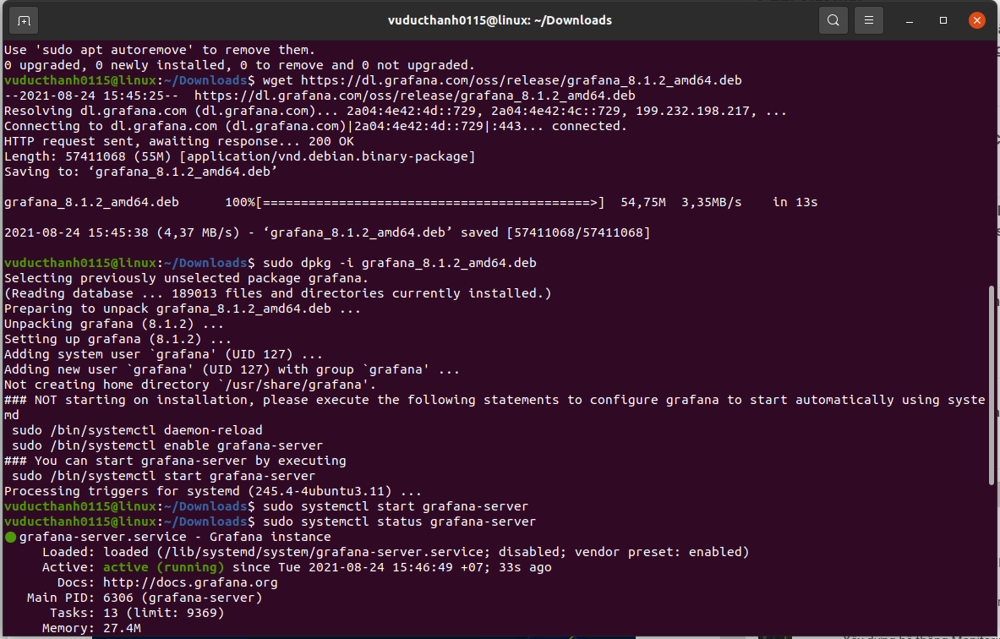 vuducthanh0115@linux: ~/Downloads
Use 'sudo apt autoremove' to remove them.
0 upgraded, 0 newly installed, 0 to remove and 0 not upgraded.
vuducthanh0115@linux:~/Downloads$ wget https://dl.grafana.com/oss/release/grafana_8.1.2_amd64.deb
--2021-08-24 15:45:25--  https://dl.grafana.com/oss/release/grafana_8.1.2_amd64.deb
Resolving dl.grafana.com (dl.grafana.com)... 2a04:4e42:4d::729, 2a04:4e42:4c::729, 199.232.198.217, ...
Connecting to dl.grafana.com (dl.grafana.com)|2a04:4e42:4d::729|:443... connected.
HTTP request sent, awaiting response... 200 OK
Length: 57411068 (55M) [application/vnd.debian.binary-package]
Saving to: ‘grafana_8.1.2_amd64.deb’
grafana_8.1.2_amd64.deb      100%[===========================================>]  54,75M  3,35MB/s    in 13s
2021-08-24 15:45:38 (4,37 MB/s) - ‘grafana_8.1.2_amd64.deb’ saved [57411068/57411068]
vuducthanh0115@linux:~/Downloads$ sudo dpkg -i grafana_8.1.2_amd64.deb
Selecting previously unselected package grafana.
(Reading database ... 189013 files and directories currently installed.)
Preparing to unpack grafana_8.1.2_amd64.deb ...
Unpacking grafana (8.1.2) ...
Setting up grafana (8.1.2) ...
Adding system user `grafana' (UID 127) ...
Adding new user `grafana' (UID 127) with group `grafana' ...
Not creating home directory `/usr/share/grafana'.
### NOT starting on installation, please execute the following statements to configure grafana to start automatically using syste
md
 sudo /bin/systemctl daemon-reload
 sudo /bin/systemctl enable grafana-server
### You can start grafana-server by executing
 sudo /bin/systemctl start grafana-server
Processing triggers for systemd (245.4-4ubuntu3.11) ...
vuducthanh0115@linux:~/Downloads$ sudo systemctl start grafana-server
vuducthanh0115@linux:~/Downloads$ sudo systemctl status grafana-server
● grafana-server.service - Grafana instance
     Loaded: loaded (/lib/systemd/system/grafana-server.service; disabled; vendor preset: enabled)
     Active: active (running) since Tue 2021-08-24 15:46:49 +07; 33s ago
       Docs: http://docs.grafana.org
   Main PID: 6306 (grafana-server)
      Tasks: 13 (limit: 9369)
     Memory: 27.4M